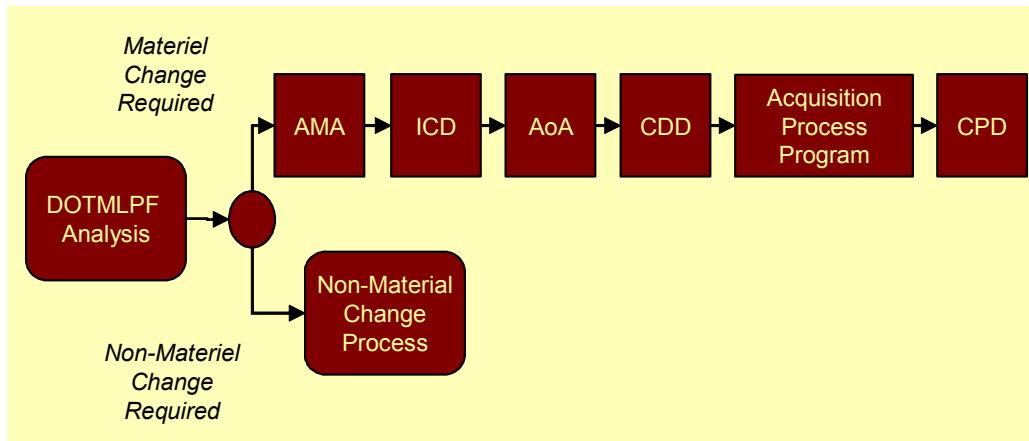 Materiel
Change
Required
AMA
ICD
AoA
CDD
Acquisition
Process
Program
CPD
DOTMLPF
Analysis
Non-Material
Change
Process
Non-Materiel
Change
Required